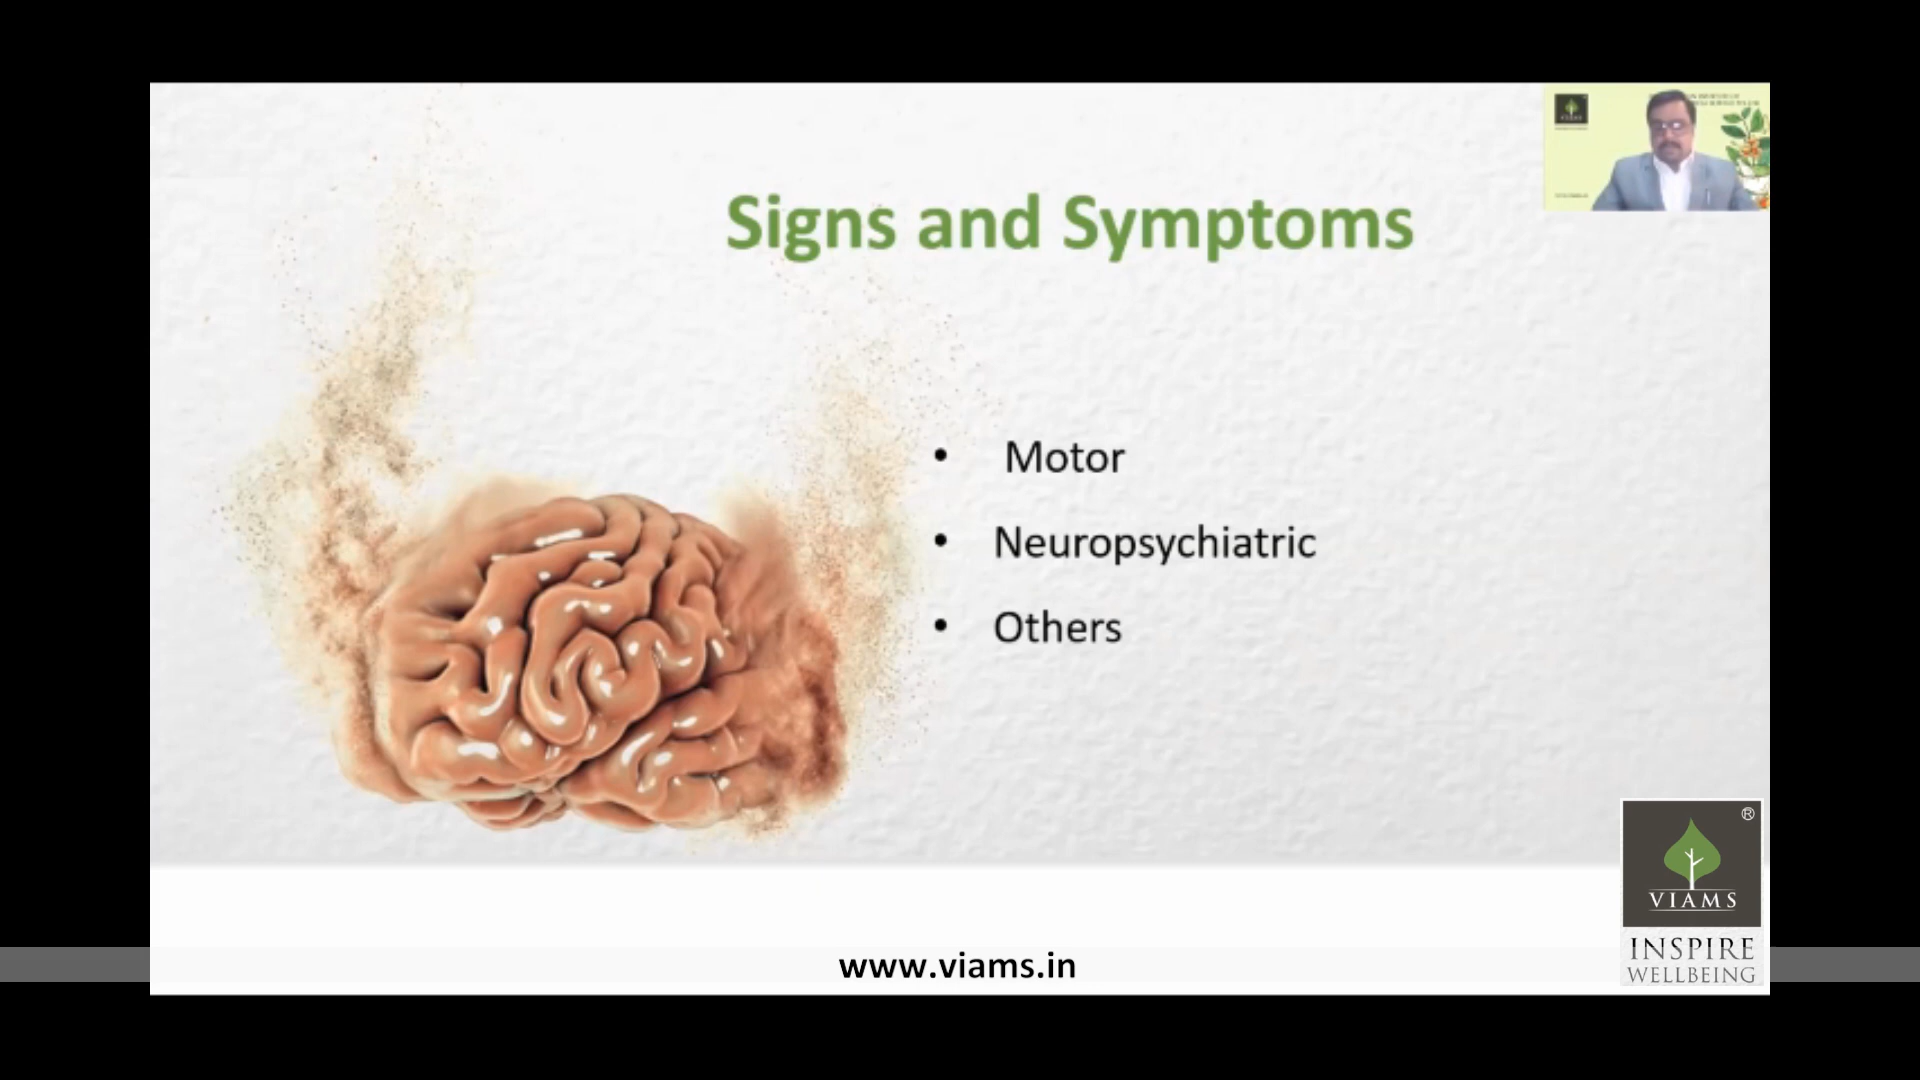 Signs and Symptoms
• Motor
• Neuropsychiatric
• Others
®
VIAMS
INSPIRE
WELLBEING
www.viams.in